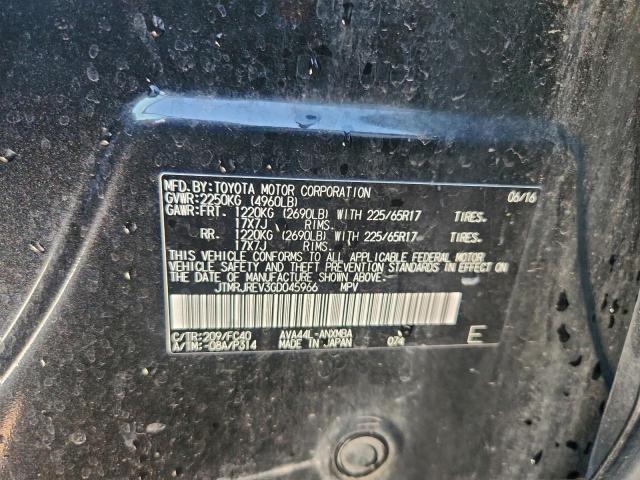 MFD.BY:TOYOTA MOTOR CORPORATION 06/16
GVWR:2250KG (4960LB)
GAWR:FRT. 1220KG (2690LB) WITH 225/65R17 TIRES.
17X7J RIMS.
RR. 1220KG (2690LB) WITH 225/65R17 TIRES.
17X7J RIMS.
THIS VEHICLE CONFORMS TO ALL APPLICABLE FEDERAL MOTOR
VEHICLE SAFETY AND THEFT PREVENTION STANDARDS IN EFFECT ON
THE DATE OF MANUFACTURE SHOWN ABOVE.
JTMRJREV3GD045966 MPV
C/TR:209/FC40 AVA44L-ANXMBA
A/TM:-08A/P314 MADE IN JAPAN 074 E